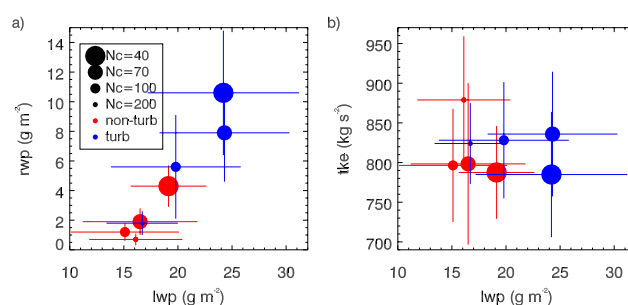 a)
14
12
10
8
6
4
2
0
rwp (g m-2)
Nc=40
Nc=70
Nc=100
Nc=200
non-turb
turb
10 15 20 25 30
lwp (g m-2)
b)
950
900
850
800
750
700
tke (kg s-2)
10 15 20 25 30
lwp (g m-2)